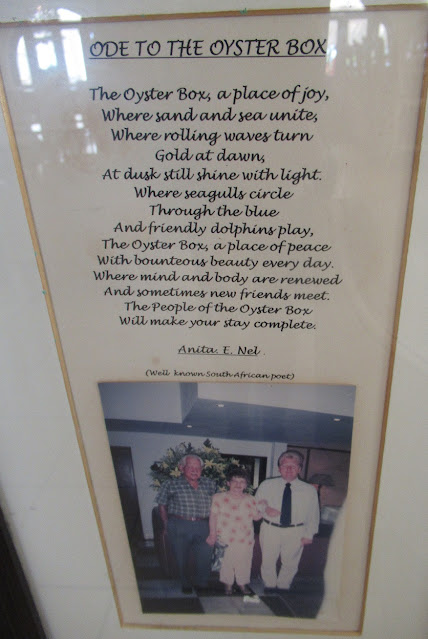 ODE TO THE OYSTER BOX
The Oyster Box, a place of joy,
Where sand and sea unite,
Where rolling waves turn
Gold at dawn,
At dusk still shine with light.
Where seagulls circle
Through the blue
And friendly dolphins play,
The Oyster Box, a place of peace
With bounteous beauty every day.
Where mind and body are renewed
And sometimes new friends meet.
The People of the Oyster Box
Will make your stay complete.
Anita. E. Nel.
(Well known South African poet)